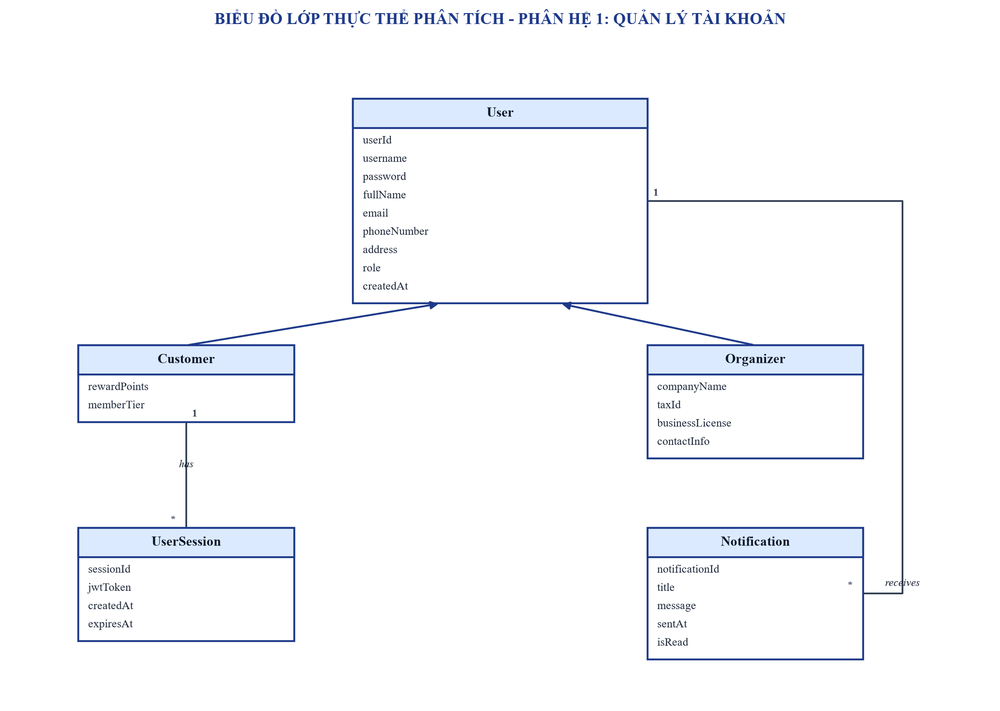 BIỂU ĐỒ LỚP THỰC THỂ PHÂN TÍCH - PHÂN HỆ 1: QUẢN LÝ TÀI KHOẢN
User
userId
username
password
fullName
email
phoneNumber
address
role
createdAt
1
Customer
rewardPoints
memberTier
1
has
*
Organizer
companyName
taxId
businessLicense
contactInfo
UserSession
sessionId
jwtToken
createdAt
expiresAt
Notification
notificationId
title
message
sentAt
isRead
*
receives